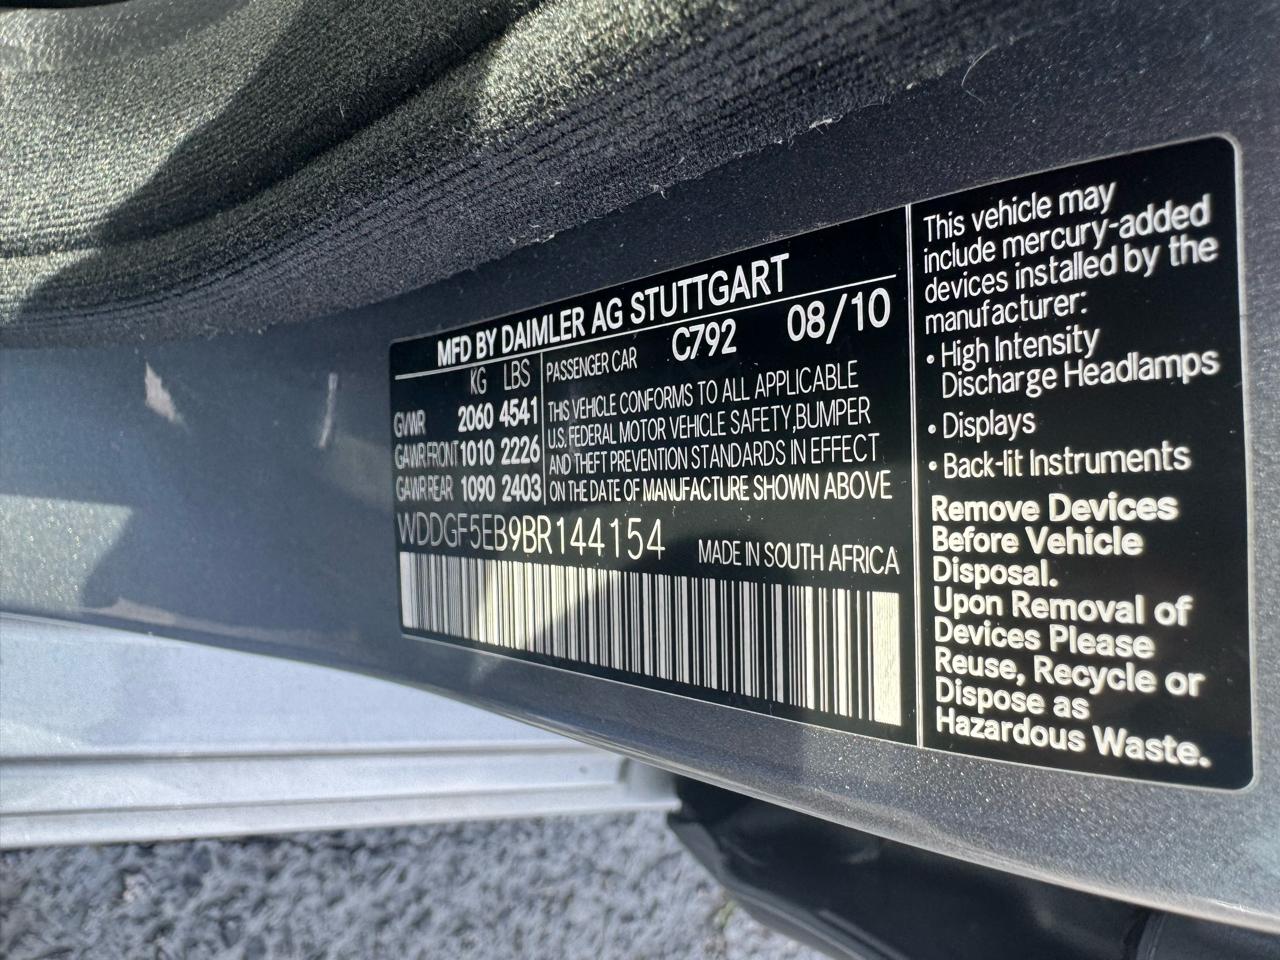 MFD BY DAIMLER AG STUTTGART
KG LBS
GVWR 2060 4541
GAWR FRONT 1010 2226
GAWR REAR 1090 2403
PASSENGER CAR C792 08/10
THIS VEHICLE CONFORMS TO ALL APPLICABLE
U.S. FEDERAL MOTOR VEHICLE SAFETY, BUMPER
AND THEFT PREVENTION STANDARDS IN EFFECT
ON THE DATE OF MANUFACTURE SHOWN ABOVE
WDDGF5EB9BR144154 MADE IN SOUTH AFRICA
This vehicle may
include mercury-added
devices installed by the
manufacturer:
• High Intensity
Discharge Headlamps
• Displays
• Back-lit Instruments
Remove Devices
Before Vehicle
Disposal.
Upon Removal of
Devices Please
Reuse, Recycle or
Dispose as
Hazardous Waste.